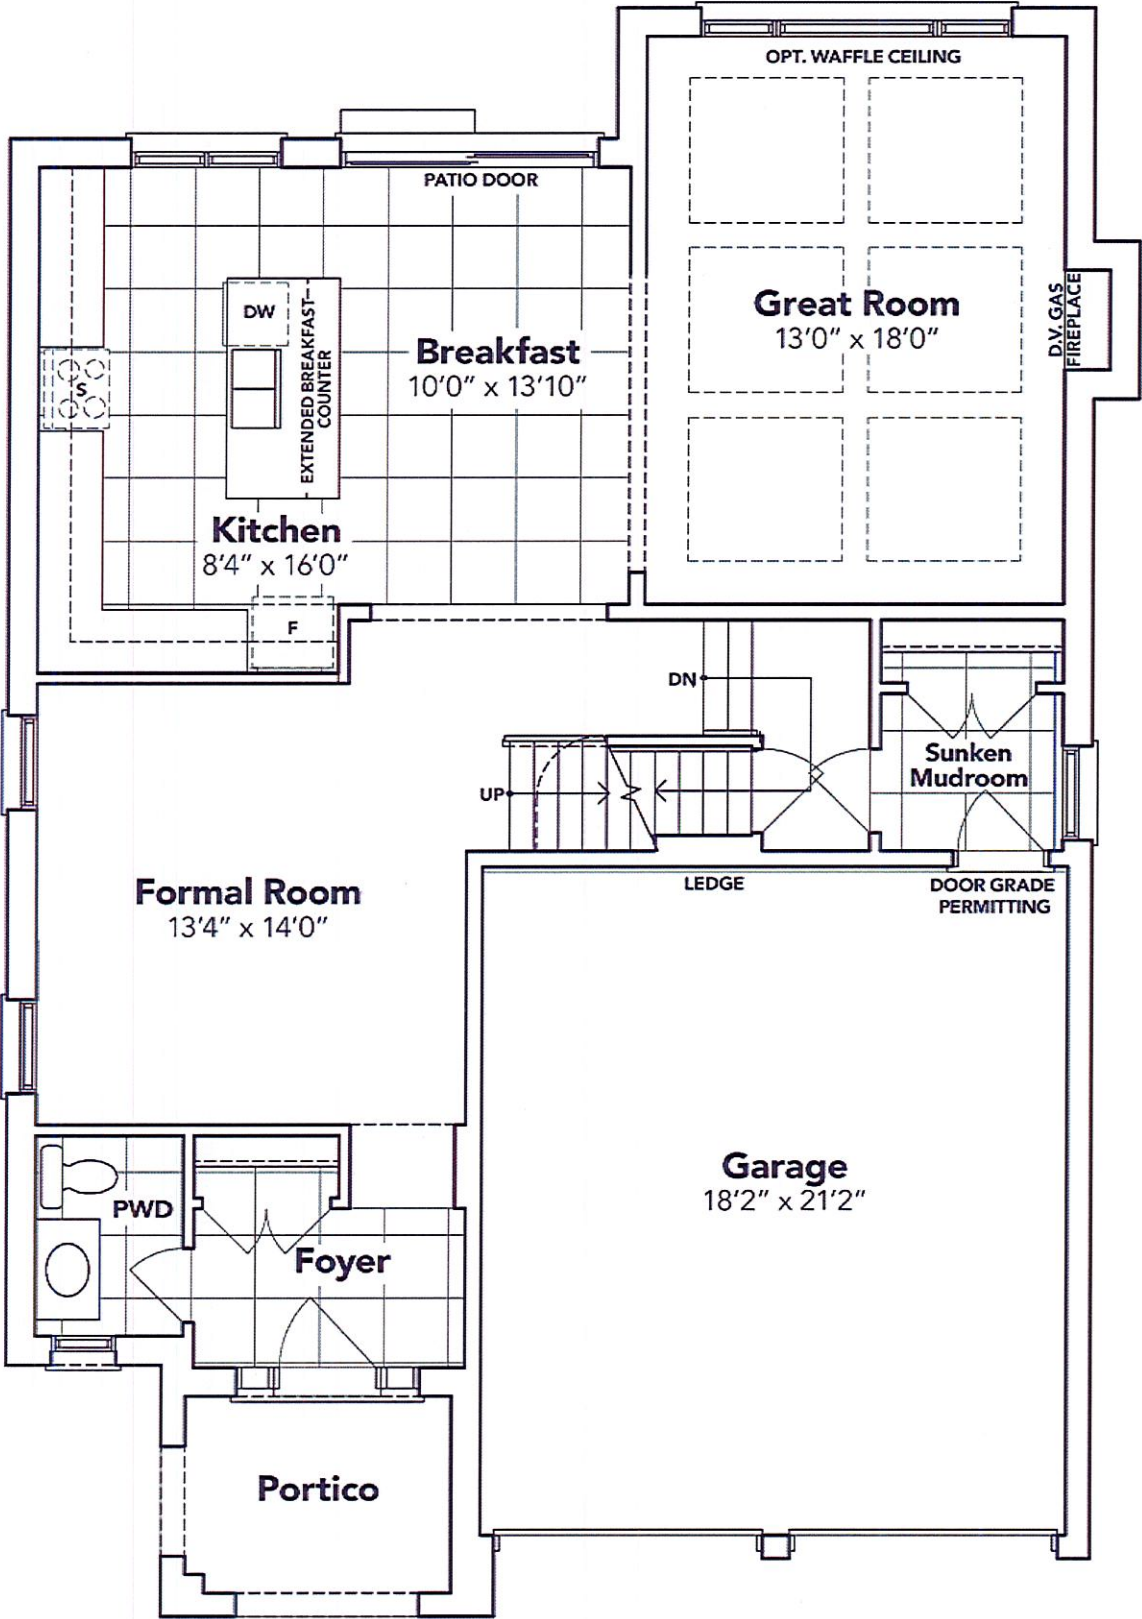 OPT. WAFFLE CEILING
PATIO DOOR
Great Room
13'0" x 18'0"
D.V. GAS
FIREPLACE
DW
EXTENDED BREAKFAST
COUNTER
Breakfast
10'0" x 13'10"
S
Kitchen
8'4" x 16'0"
F
DN
Sunken
Mudroom
UP
Formal Room
13'4" x 14'0"
LEDGE
DOOR GRADE
PERMITTING
Garage
18'2" x 21'2"
PWD
Foyer
Portico